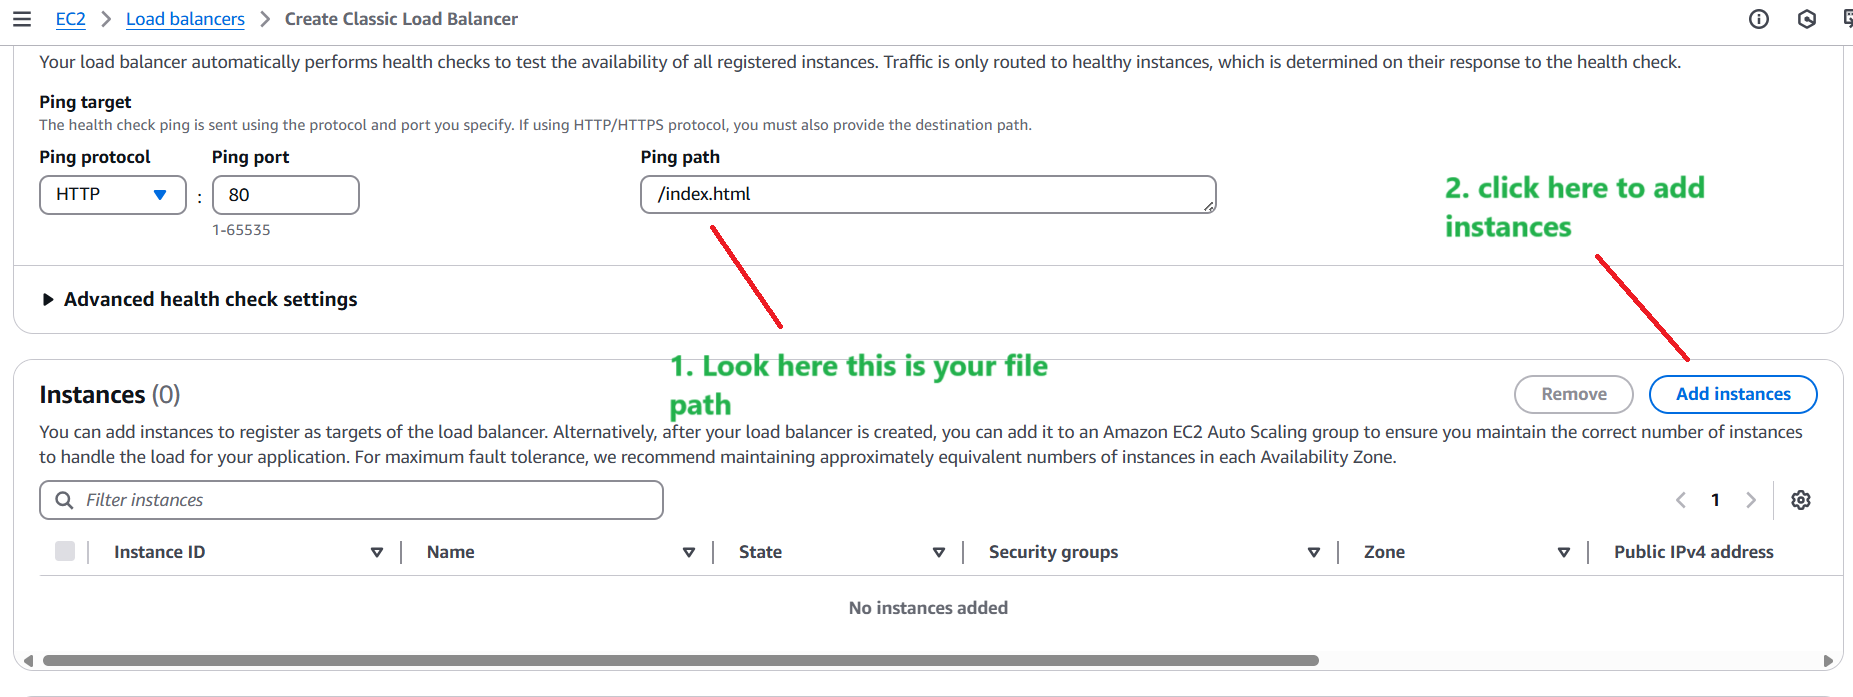 EC2 > Load balancers > Create Classic Load Balancer
Your load balancer automatically performs health checks to test the availability of all registered instances. Traffic is only routed to healthy instances, which is determined on their response to the health check.
Ping target
The health check ping is sent using the protocol and port you specify. If using HTTP/HTTPS protocol, you must also provide the destination path.
Ping protocol Ping port Ping path
HTTP : 80 /index.html
1-65535
2. click here to add
instances
Advanced health check settings
1. Look here this is your file
path
Instances (0) Remove Add instances
You can add instances to register as targets of the load balancer. Alternatively, after your load balancer is created, you can add it to an Amazon EC2 Auto Scaling group to ensure you maintain the correct number of instances
to handle the load for your application. For maximum fault tolerance, we recommend maintaining approximately equivalent numbers of instances in each Availability Zone.
Filter instances 1
Instance ID Name State Security groups Zone Public IPv4 address
No instances added